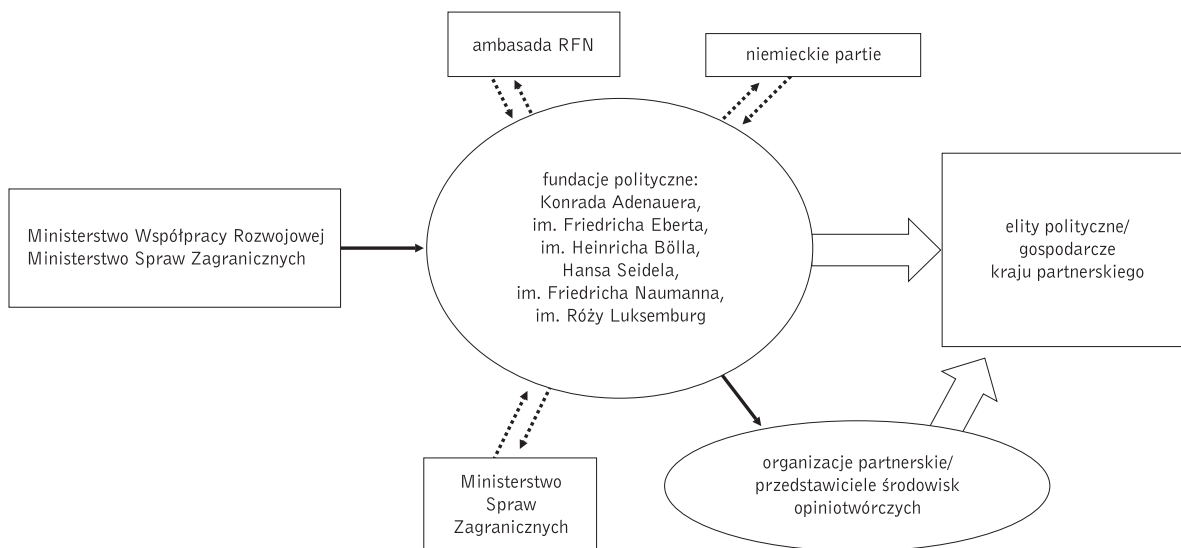 ambasada RFN
niemieckie partie
Ministerstwo Współpracy Rozwojowej
Ministerstwo Spraw Zagranicznych
fundacje polityczne:
Konrada Adenauera,
im. Friedricha Eberta,
im. Heinricha Bölla,
Hansa Seidela,
im. Friedricha Naumanna,
im. Róży Luksemburg
elity polityczne/
gospodarcze
kraju partnerskiego
Ministerstwo
Spraw
Zagranicznych
organizacje partnerskie/
przedstawiciele środowisk
opiniotwórczych